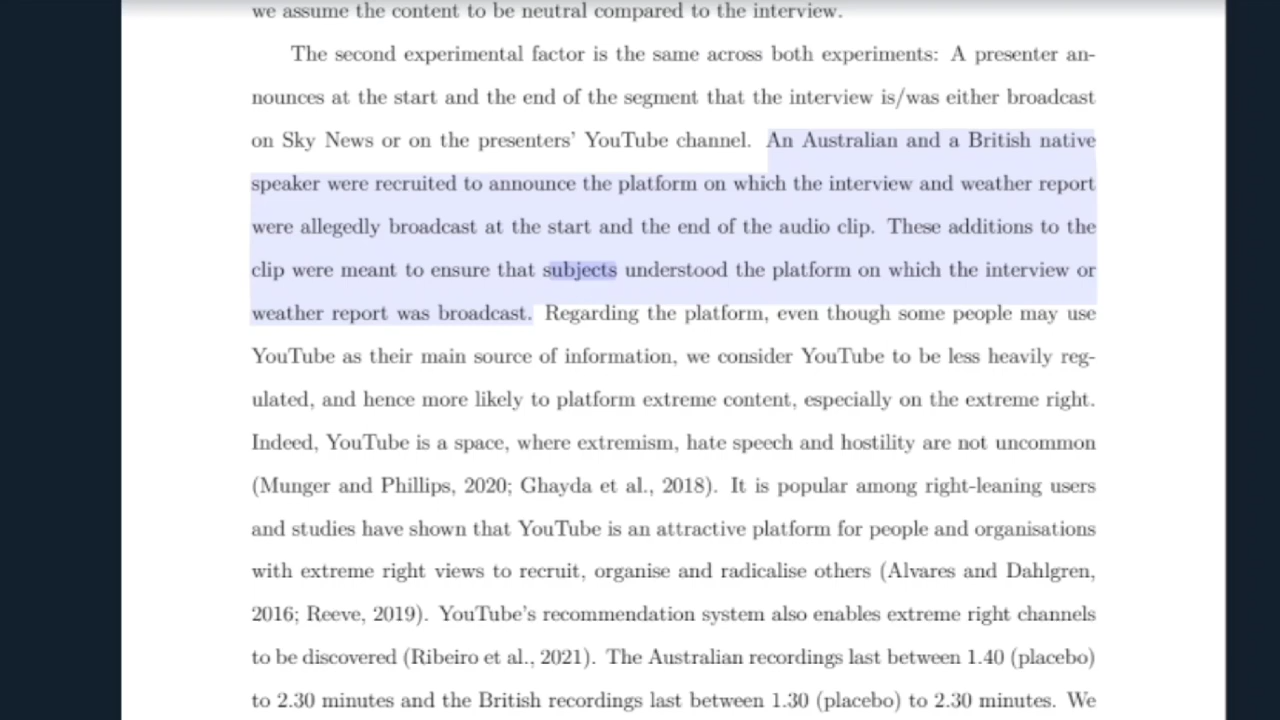 we assume the content to be neutral compared to the interview.
The second experimental factor is the same across both experiments: A presenter an-
nounces at the start and the end of the segment that the interview is/was either broadcast
on Sky News or on the presenters' YouTube channel. An Australian and a British native
speaker were recruited to announce the platform on which the interview and weather report
were allegedly broadcast at the start and the end of the audio clip. These additions to the
clip were meant to ensure that subjects understood the platform on which the interview or
weather report was broadcast. Regarding the platform, even though some people may use
YouTube as their main source of information, we consider YouTube to be less heavily reg-
ulated, and hence more likely to platform extreme content, especially on the extreme right.
Indeed, YouTube is a space, where extremism, hate speech and hostility are not uncommon
(Munger and Phillips, 2020; Ghayda et al., 2018). It is popular among right-leaning users
and studies have shown that YouTube is an attractive platform for people and organisations
with extreme right views to recruit, organise and radicalise others (Alvares and Dahlgren,
2016; Reeve, 2019). YouTube's recommendation system also enables extreme right channels
to be discovered (Ribeiro et al., 2021). The Australian recordings last between 1.40 (placebo)
to 2.30 minutes and the British recordings last between 1.30 (placebo) to 2.30 minutes. We